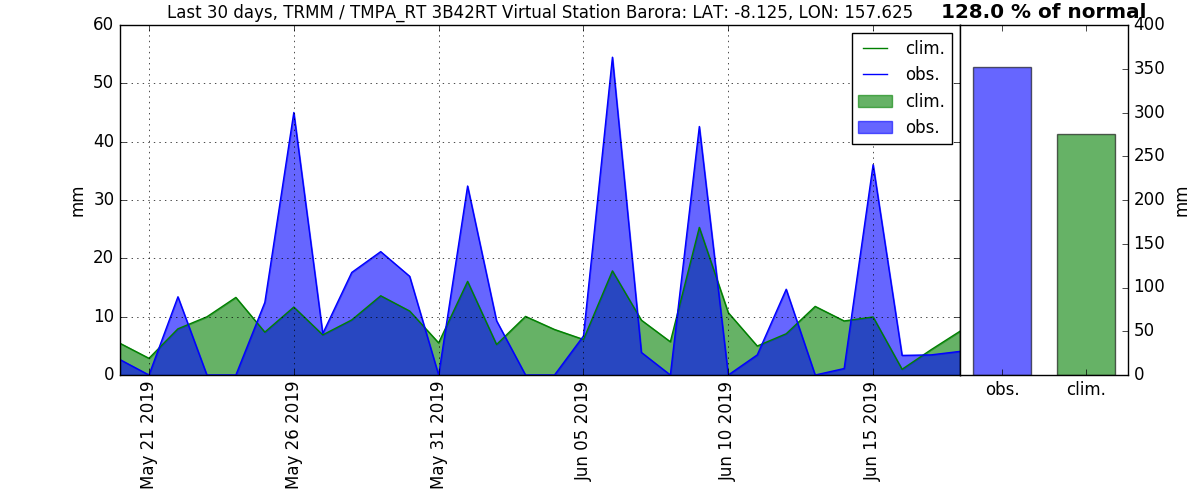 Last 30 days, TRMM / TMPA_RT 3B42RT Virtual Station Barora: LAT: -8.125, LON: 157.625
128.0 % of normal
60
50
40
30
20
10
0
mm
clim.
obs.
clim.
obs.
May 21 2019
May 26 2019
May 31 2019
Jun 05 2019
Jun 10 2019
Jun 15 2019
400
350
300
250
200
150
100
50
0
mm
obs.
clim.